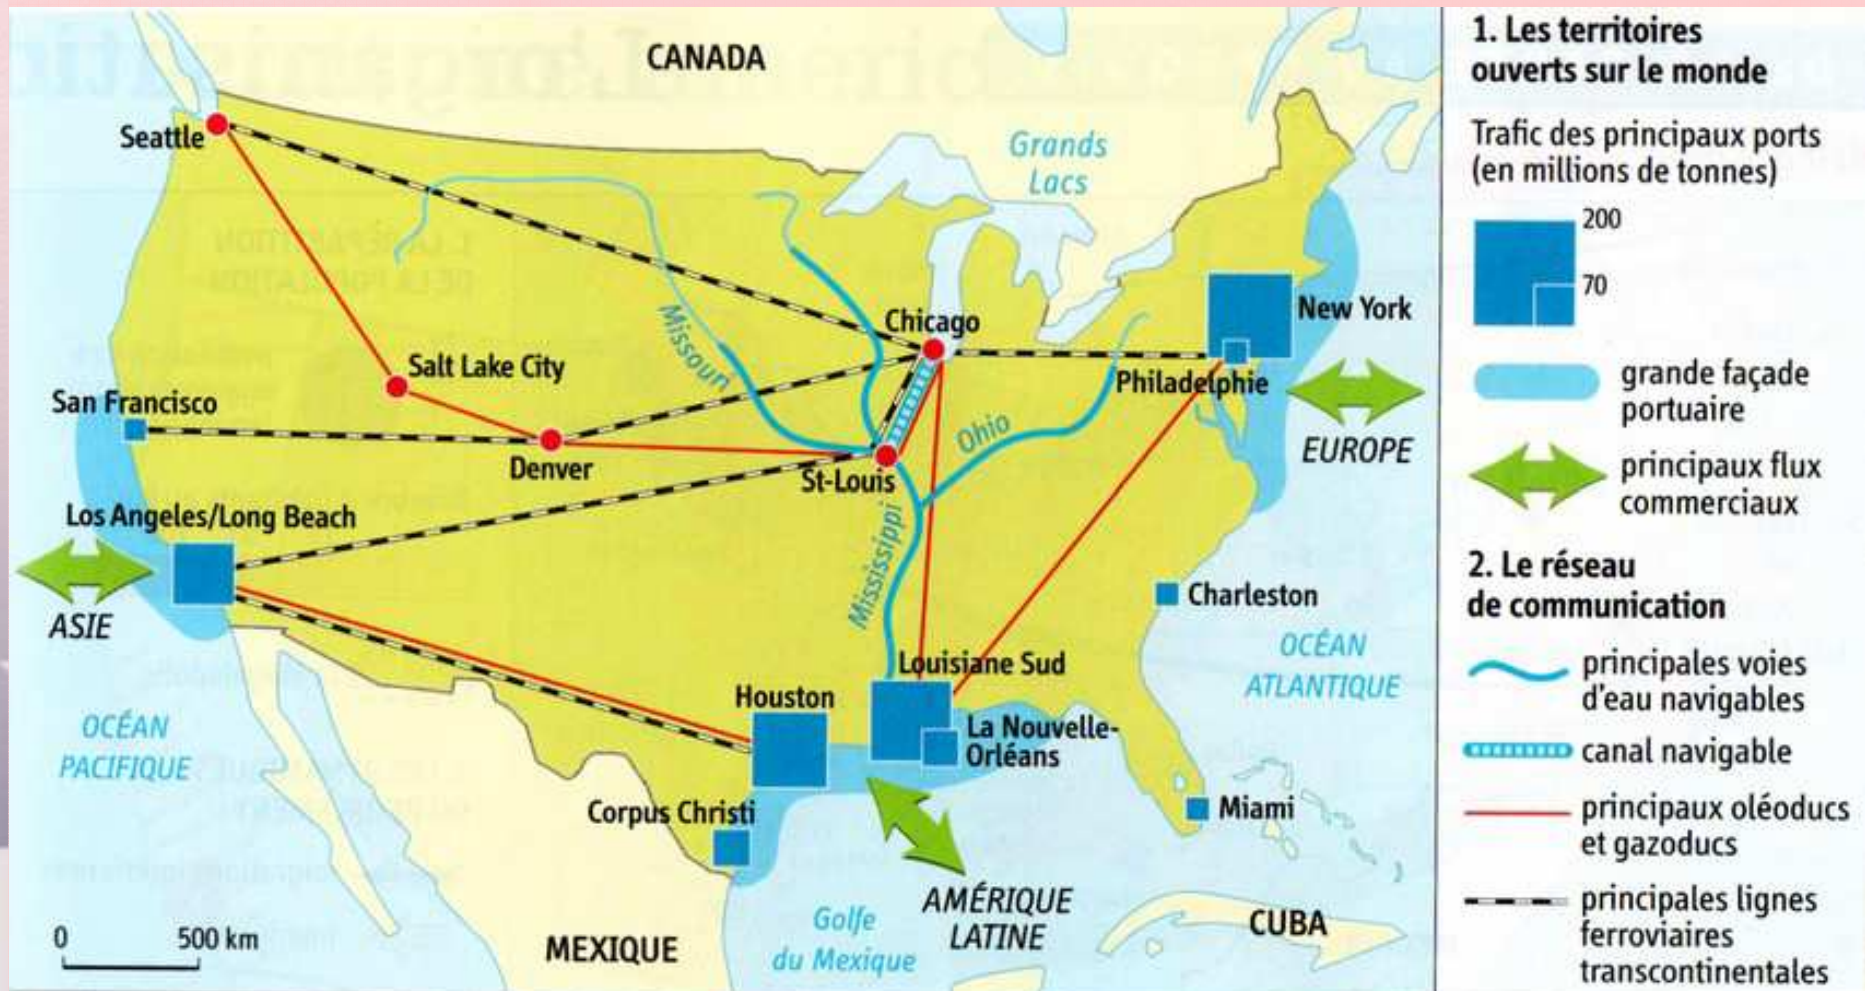 CANADA
Grands
Lacs
Seattle
Chicago
New York
Missouri
Salt Lake City
San Francisco
Philadelphie
Denver
Ohio
EUROPE
St-Louis
Los Angeles/Long Beach
Mississippi
ASIE
Charleston
OCÉAN
ATLANTIQUE
Louisiane Sud
Houston
La Nouvelle-
Orléans
OCÉAN
PACIFIQUE
Corpus Christi
Miami
AMÉRIQUE
LATINE
Golfe
du Mexique
CUBA
MEXIQUE
0 500 km
1. Les territoires
ouverts sur le monde
Trafic des principaux ports
(en millions de tonnes)
200
70
grande façade
portuaire
principaux flux
commerciaux
2. Le réseau
de communication
principales voies
d'eau navigables
canal navigable
principaux oléoducs
et gazoducs
principales lignes
ferroviaires
transcontinentales